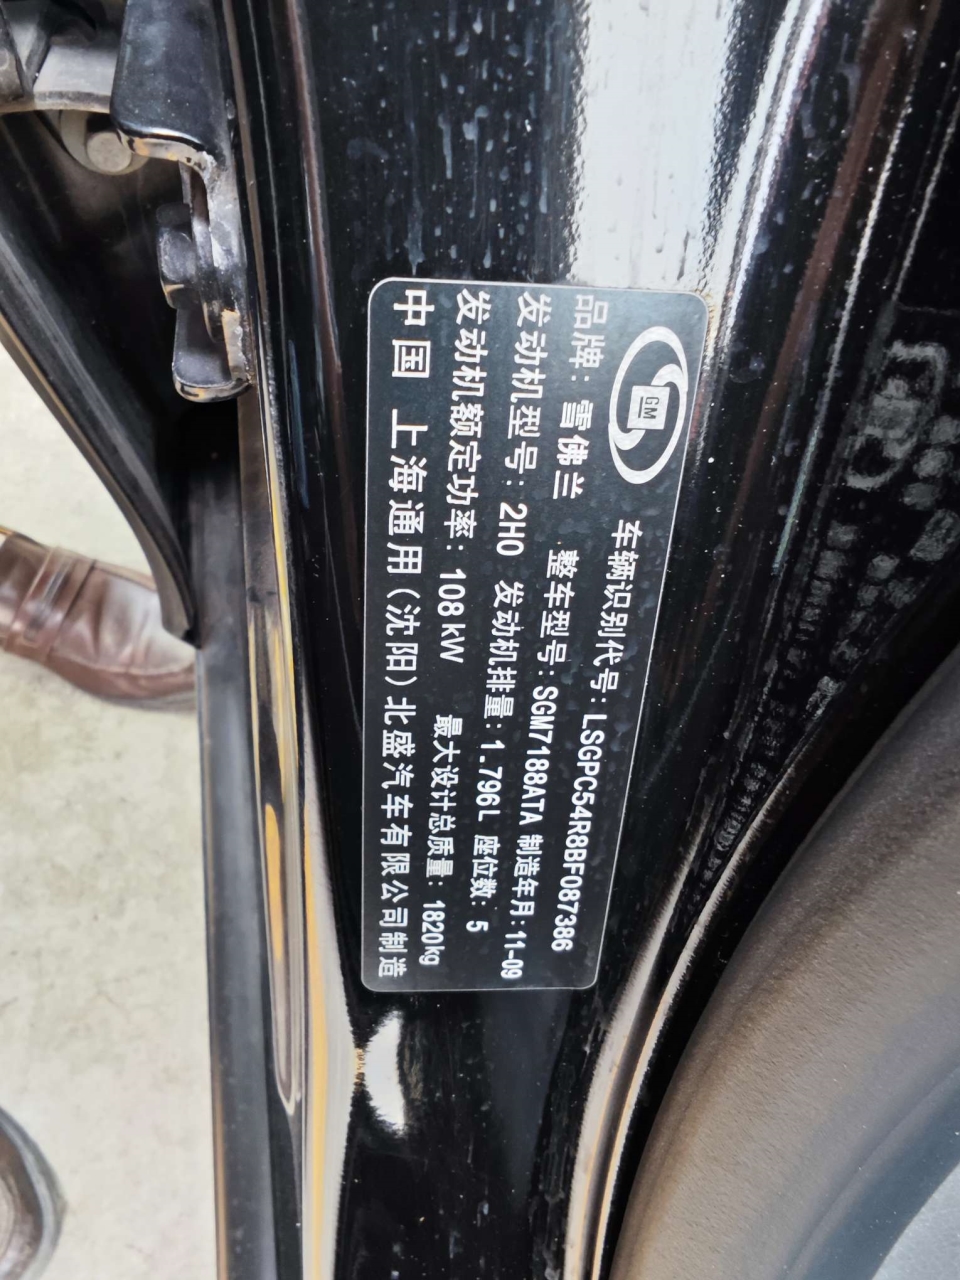 GM
车辆识别代号: LSGPC54R8BF087386
品牌: 雪佛兰 整车型号: SGM7188ATA 制造年月: 11-09
发动机型号: 2H0 发动机排量: 1.796L 座位数: 5
发动机额定功率: 108kW 最大设计总质量: 1820kg
中国 上海通用(沈阳)北盛汽车有限公司制造